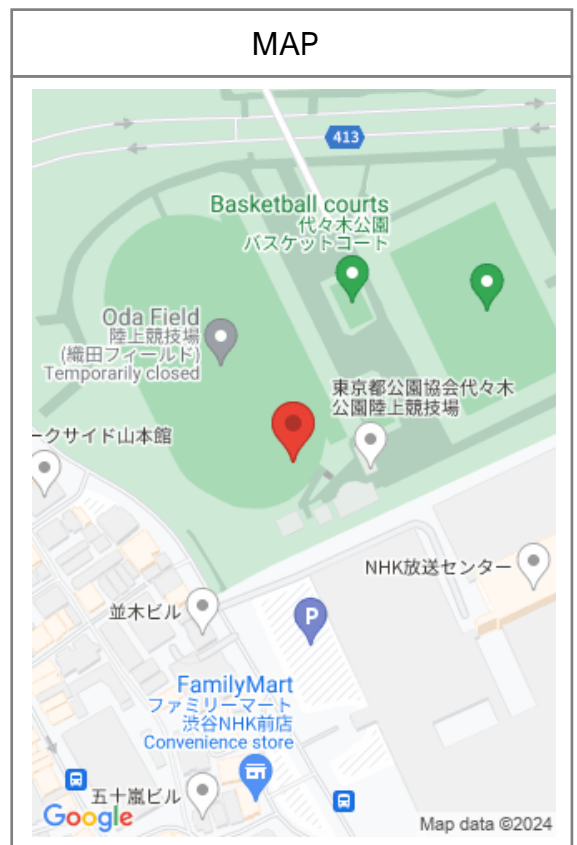 MAP
413
Basketball courts
代々木公園
バスケットコート
Oda Field
陸上競技場
(織田フィールド)
Temporarily closed
東京都公園協会代々木
公園陸上競技場
ークサイド山本館
NHK放送センター
並木ビル
P
FamilyMart
ファミリーマート
渋谷NHK前店
Convenience store
五十嵐ビル
Google
Map data ©2024